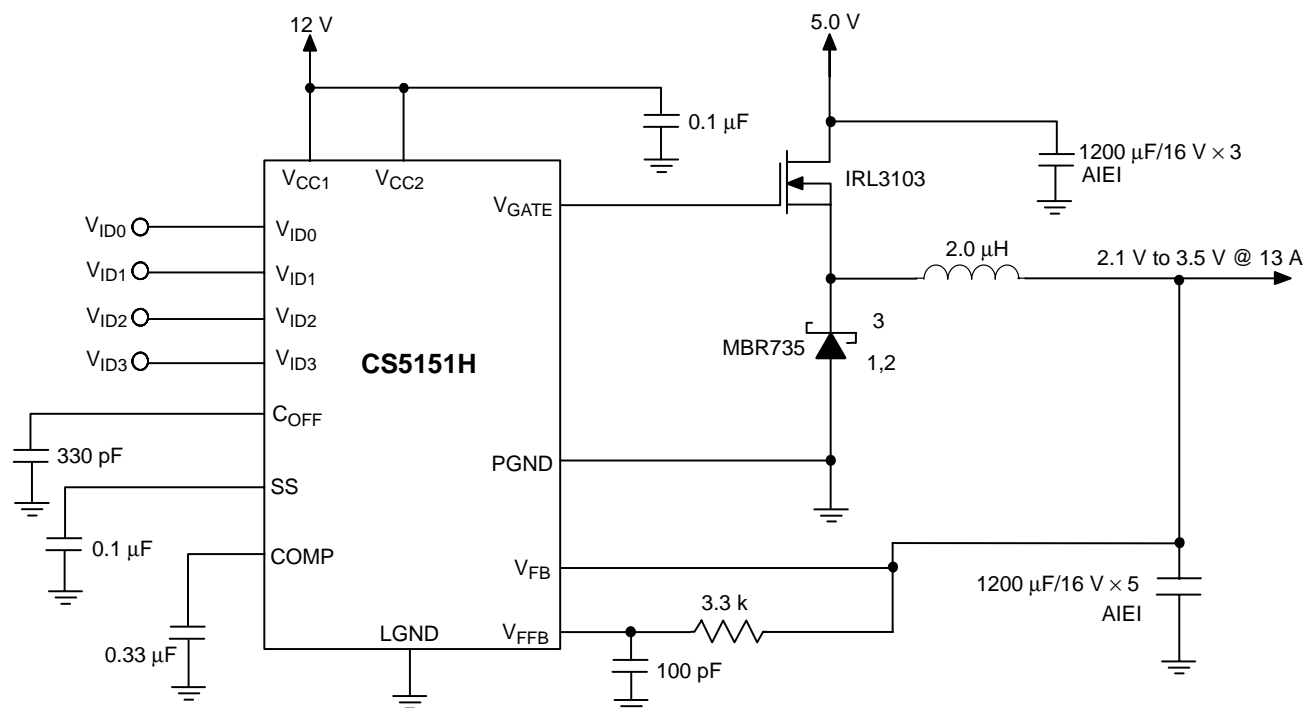 12 V
5.0 V
0.1 μF
1200 μF/16 V × 3
AIEI
VCC1
VCC2
IRL3103
VGATE
VID0
VID0
2.0 μH
2.1 V to 3.5 V @ 13 A
VID1
VID1
VID2
VID2
3
MBR735
VID3
VID3
CS5151H
1,2
COFF
330 pF
PGND
SS
0.1 μF
COMP
VFB
1200 μF/16 V × 5
AIEI
3.3 k
LGND
VFFB
0.33 μF
100 pF